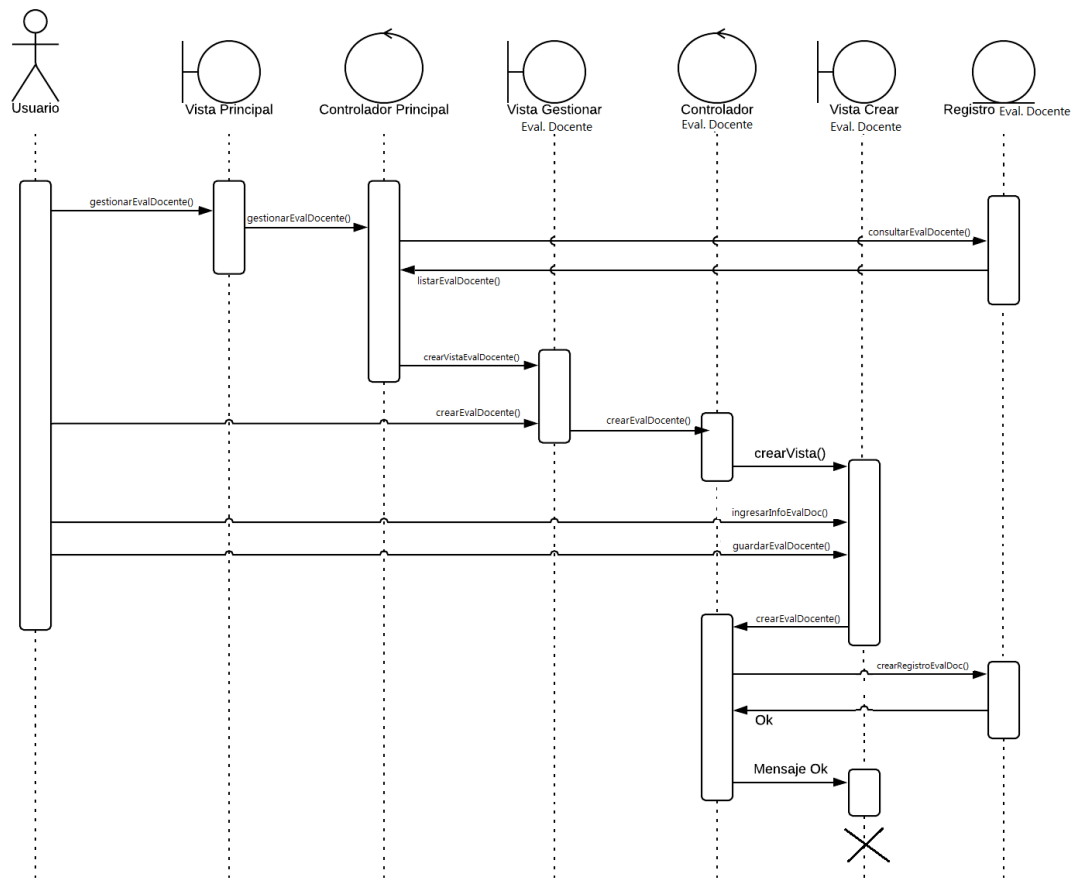 Usuario
Vista Principal
Controlador Principal
Vista Gestionar
Eval. Docente
Controlador
Eval. Docente
Vista Crear
Eval. Docente
Registro Eval. Docente
gestionarEvalDocente()
gestionarEvalDocente()
consultarEvalDocente()
listarEvalDocente()
crearVistaEvalDocente()
crearEvalDocente()
crearEvalDocente()
crearVista()
ingresarInfoEvalDoc()
guardarEvalDocente()
crearEvalDocente()
crearRegistroEvalDoc()
Ok
Mensaje Ok